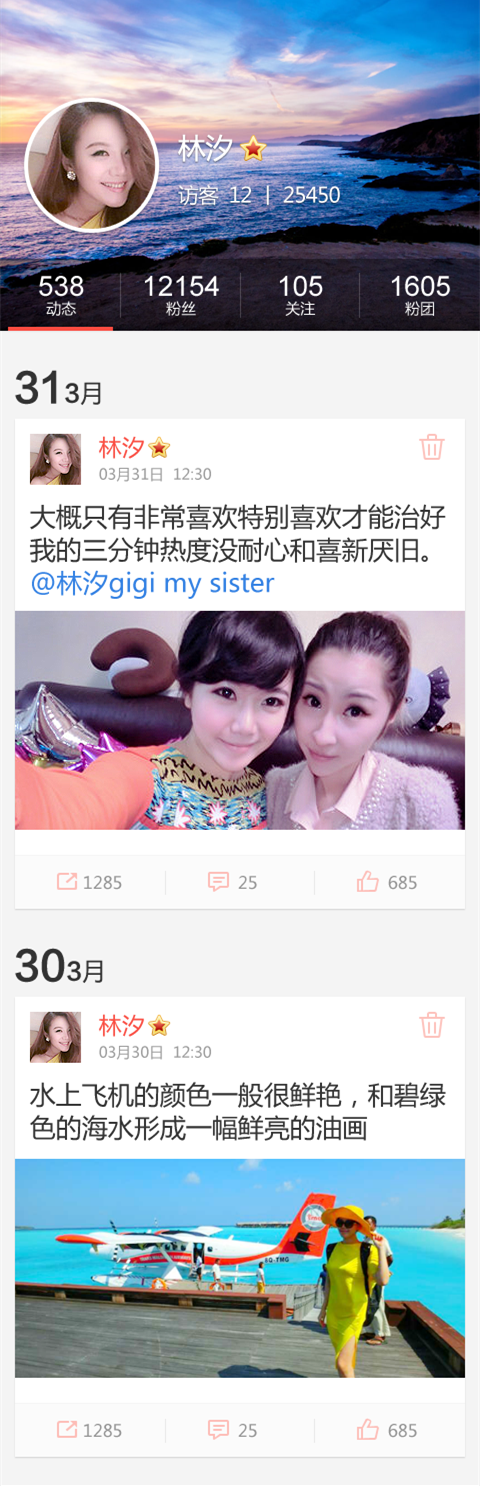 林汐
访客 12 | 25450
538 12154 105 1605
动态 粉丝 关注 粉团
31 3月
林汐
03月31日 12:30
大概只有非常喜欢特别喜欢才能治好
我的三分钟热度没耐心和喜新厌旧。
@林汐gigi my sister
1285 25 685
30 3月
林汐
03月30日 12:30
水上飞机的颜色一般很鲜艳，和碧绿
色的海水形成一幅鲜亮的油画
8Q-TMG
1285 25 685